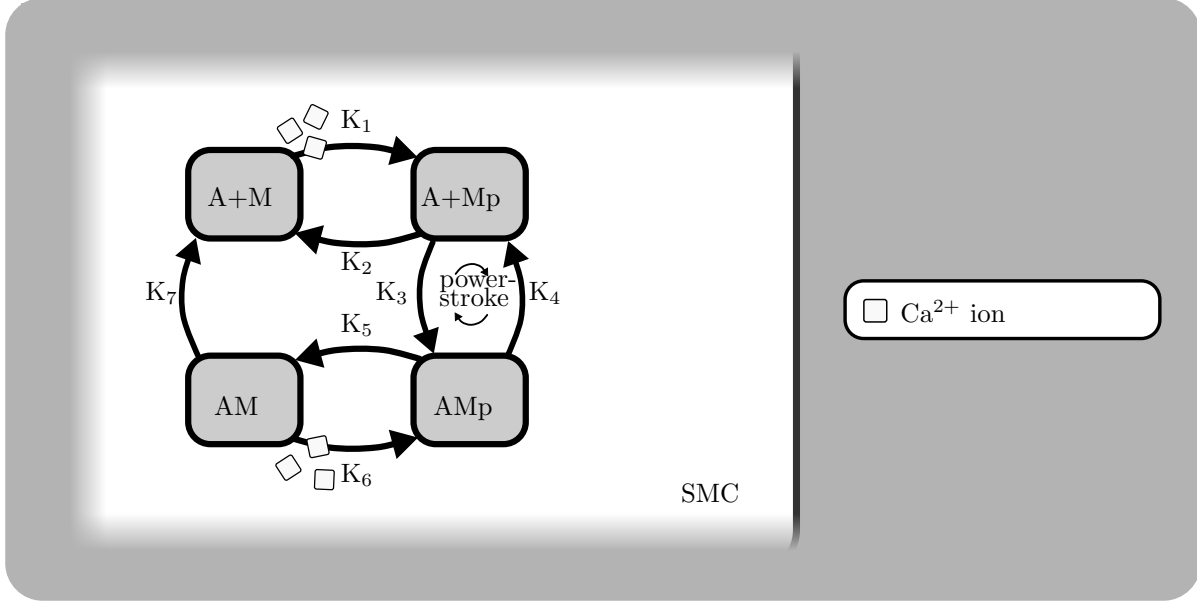 K₁
A+M
A+Mp
K₂
K₇
K₃
power-
stroke
K₄
K₅
AM
AMp
K₆
SMC
Ca²⁺ ion